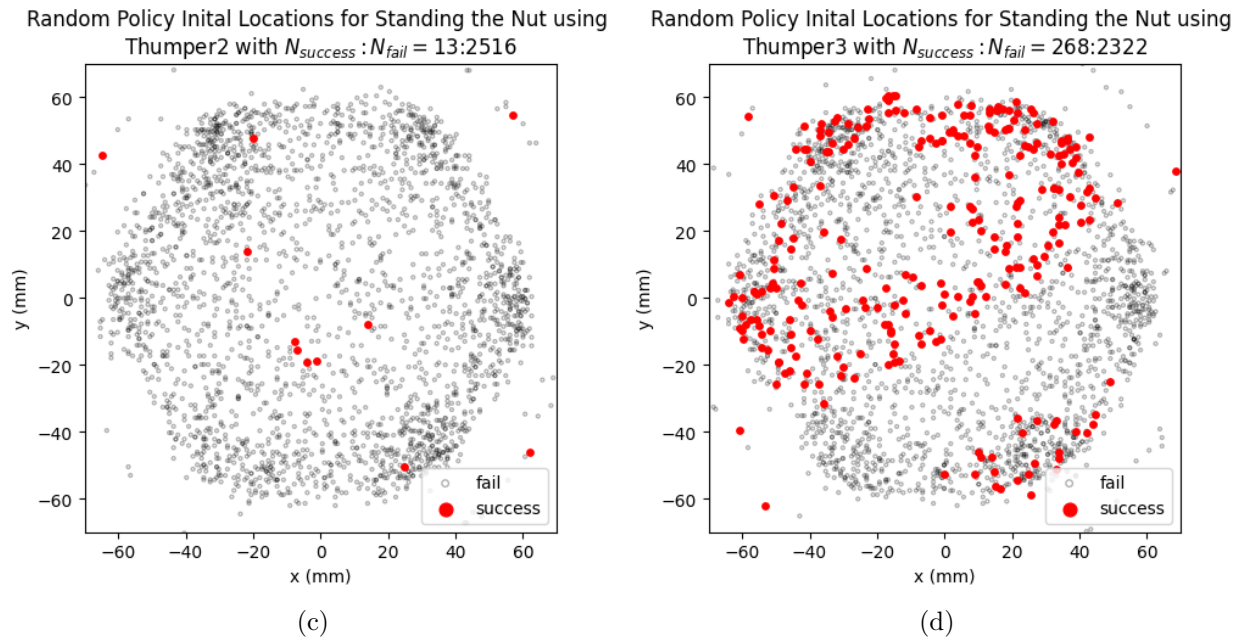 Random Policy Inital Locations for Standing the Nut using
Thumper2 with N_success : N_fail = 13:2516
60
40
20
0
−20
−40
−60
y (mm)
−60 −40 −20 0 20 40 60
x (mm)
fail
success
(c)
Random Policy Inital Locations for Standing the Nut using
Thumper3 with N_success : N_fail = 268:2322
60
40
20
0
−20
−40
−60
y (mm)
−60 −40 −20 0 20 40 60
x (mm)
fail
success
(d)